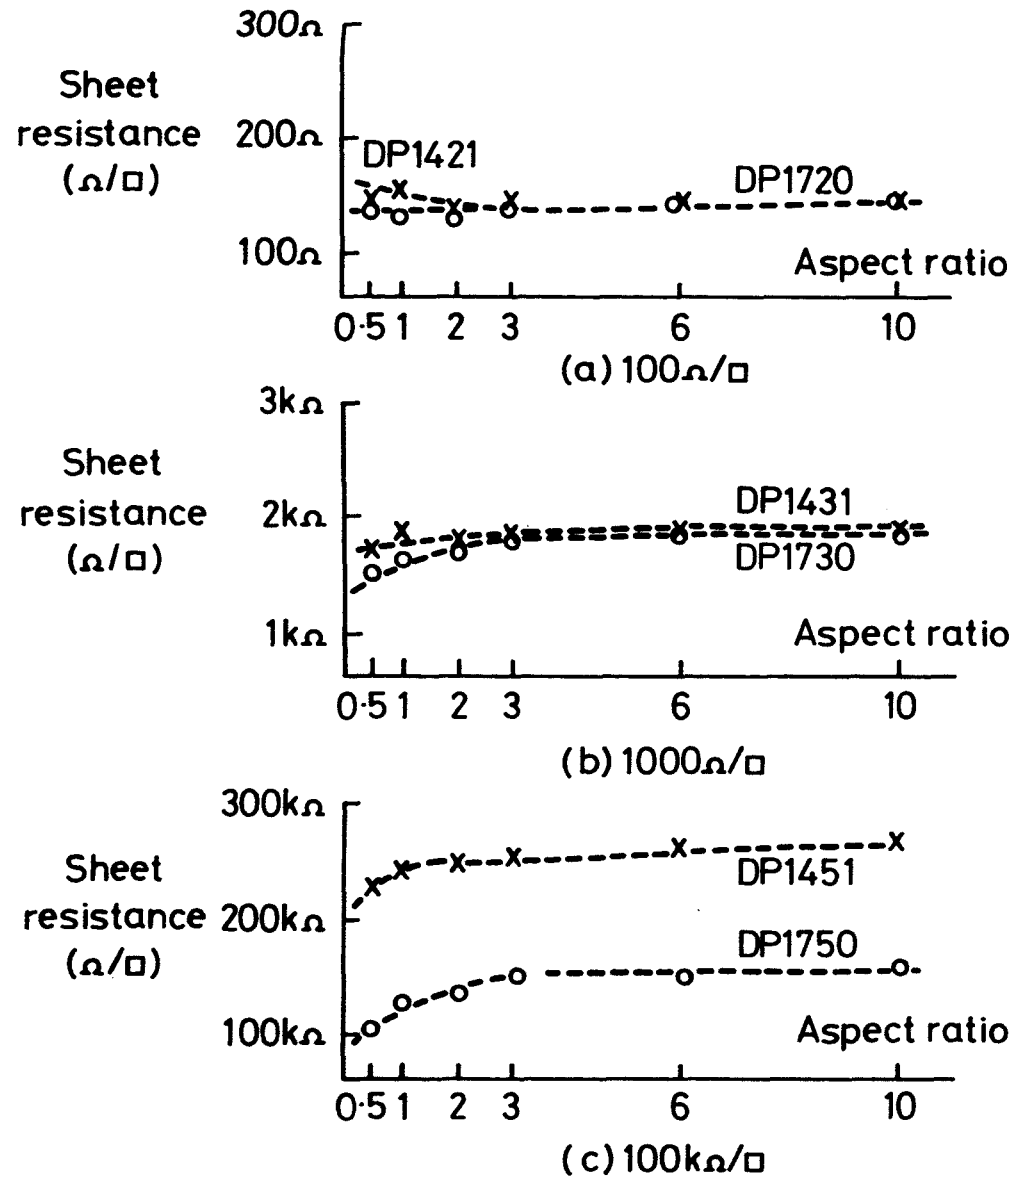 300Ω
Sheet
resistance
(Ω/□)
200Ω
DP1421
DP1720
100Ω
Aspect ratio
0·5 1 2 3 6 10
(a) 100Ω/□
3kΩ
Sheet
resistance
(Ω/□)
2kΩ
DP1431
DP1730
1kΩ
Aspect ratio
0·5 1 2 3 6 10
(b) 1000Ω/□
300kΩ
Sheet
resistance
(Ω/□)
200kΩ
DP1451
DP1750
100kΩ
Aspect ratio
0·5 1 2 3 6 10
(c) 100kΩ/□